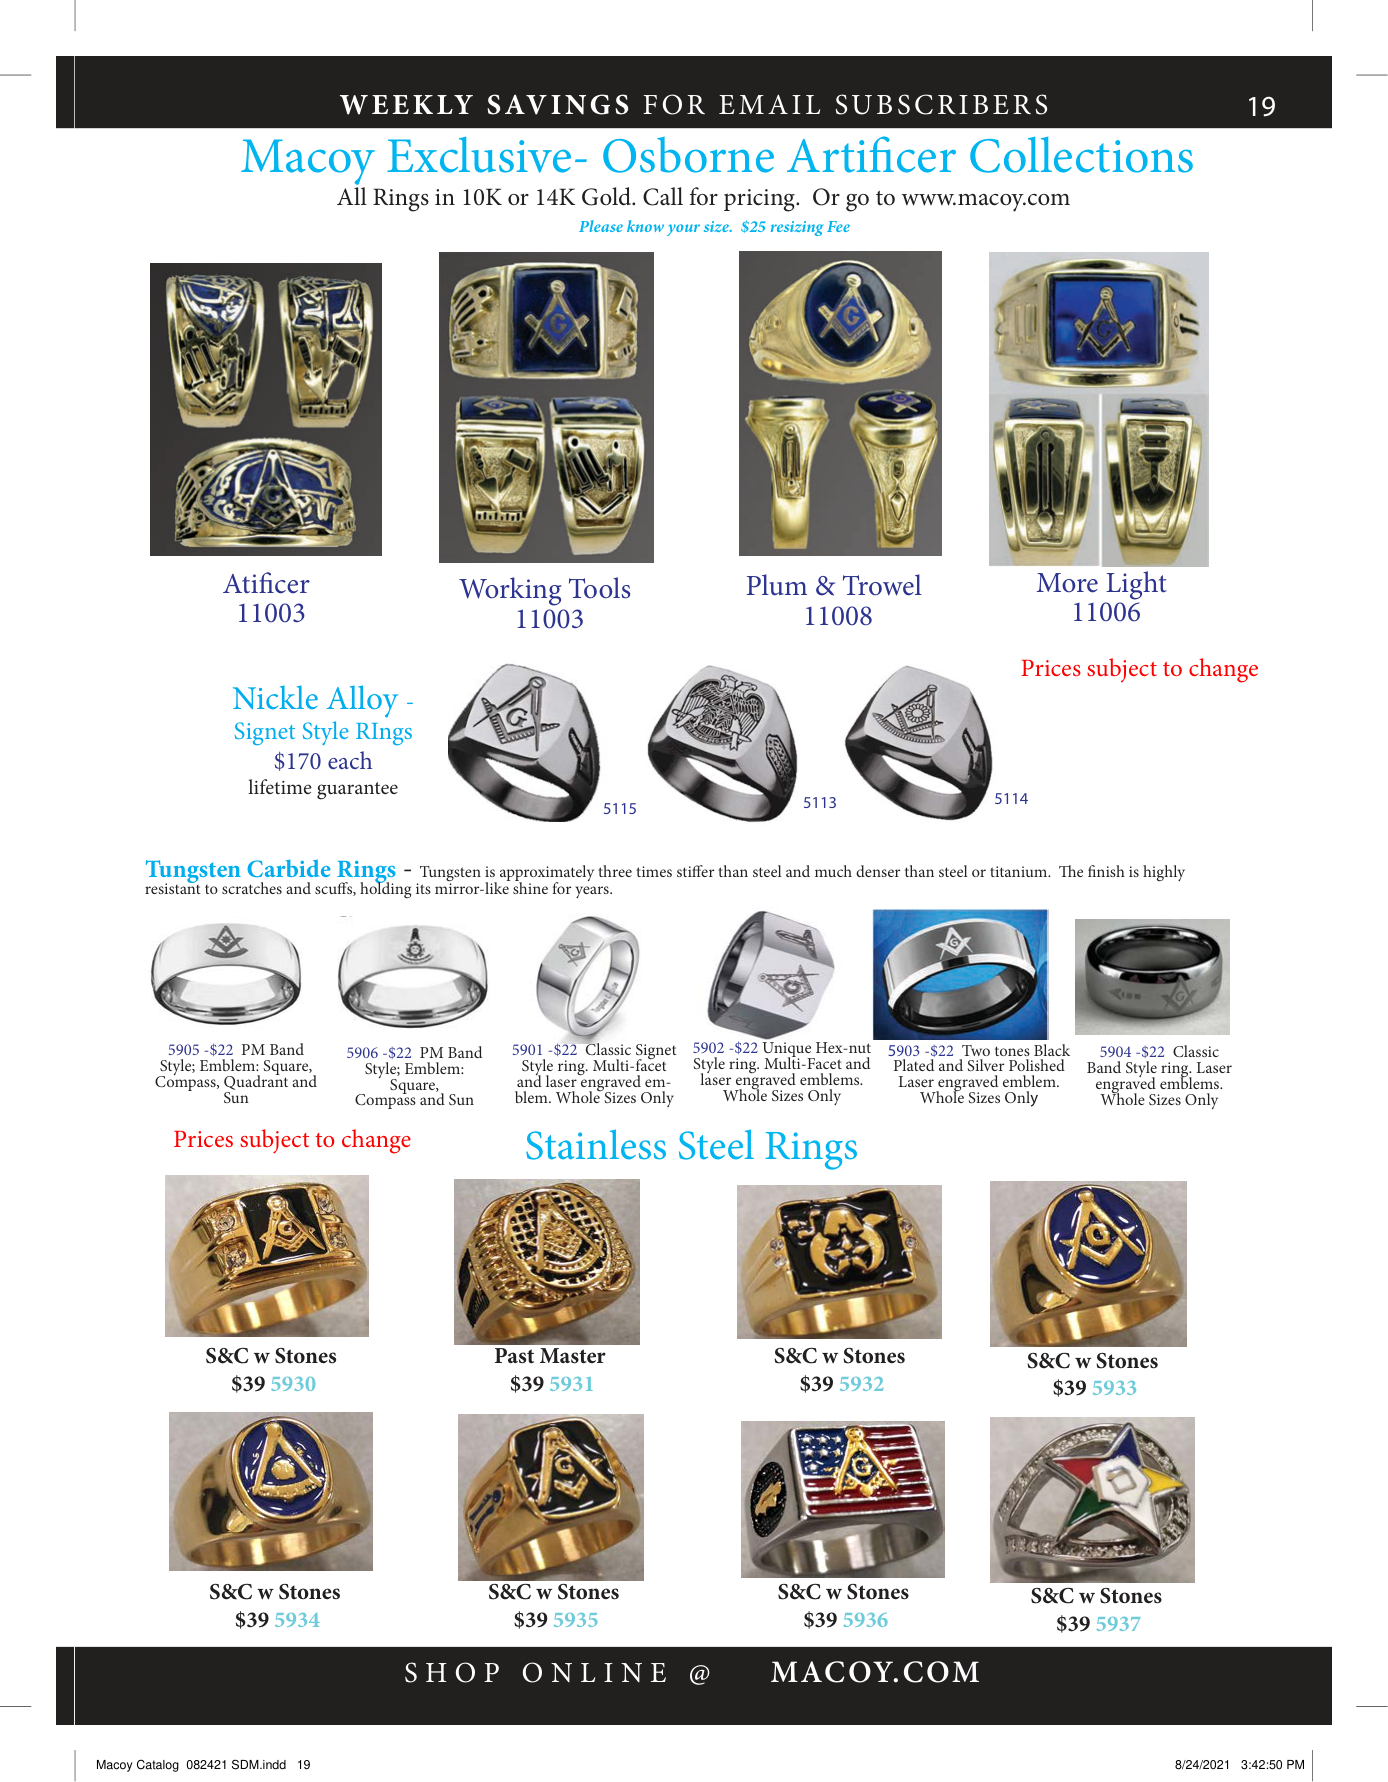 WEEKLY SAVINGS FOR EMAIL SUBSCRIBERS 19
Macoy Exclusive- Osborne Artificer Collections
All Rings in 10K or 14K Gold. Call for pricing.  Or go to www.macoy.com
Please know your size.  $25 resizing Fee
Atificer
11003
Working Tools
11003
Plum & Trowel
11008
More Light
11006
Prices subject to change
Nickle Alloy -
Signet Style RIngs
$170 each
lifetime guarantee
5115
5113
5114
Tungsten Carbide Rings - Tungsten is approximately three times stiffer than steel and much denser than steel or titanium.  The finish is highly
resistant to scratches and scuffs, holding its mirror-like shine for years.
5905 -$22  PM Band
Style; Emblem: Square,
Compass, Quadrant and
Sun
5906 -$22  PM Band
Style; Emblem:
Square,
Compass and Sun
5901 -$22  Classic Signet
Style ring. Multi-facet
and laser engraved em-
blem. Whole Sizes Only
5902 -$22 Unique Hex-nut
Style ring. Multi-Facet and
laser engraved emblems.
Whole Sizes Only
5903 -$22  Two tones Black
Plated and Silver Polished
Laser engraved emblem.
Whole Sizes Only
5904 -$22  Classic
Band Style ring. Laser
engraved emblems.
Whole Sizes Only
Prices subject to change
Stainless Steel Rings
S&C w Stones
$39 5930
Past Master
$39 5931
S&C w Stones
$39 5932
S&C w Stones
$39 5933
S&C w Stones
$39 5934
S&C w Stones
$39 5935
S&C w Stones
$39 5936
S&C w Stones
$39 5937
SHOP ONLINE @ MACOY.COM
Macoy Catalog  082421 SDM.indd   19
8/24/2021   3:42:50 PM